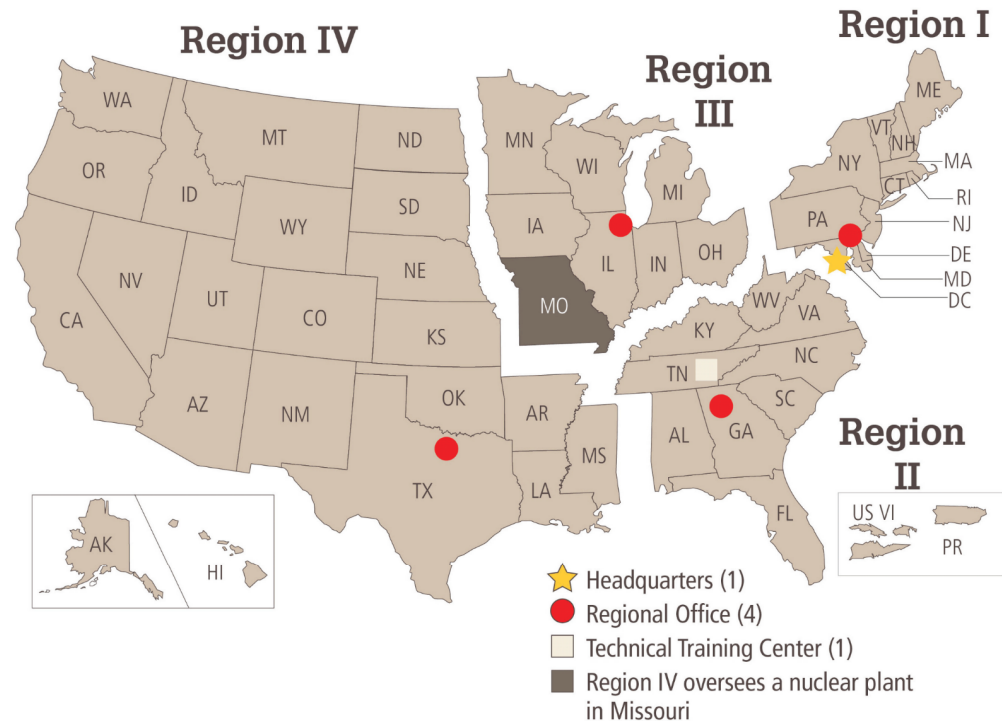 Region IV
Region III
Region I
WA
MT
ND
MN
ME
VT
NH
OR
ID
SD
WI
MI
NY
MA
RI
CT
WY
IA
PA
NJ
NV
NE
IL
IN
OH
DE
MD
DC
UT
CO
KS
MO
WV
VA
CA
KY
NC
AZ
NM
OK
AR
TN
SC
TX
LA
MS
AL
GA
Region II
FL
AK
HI
US VI
PR
Headquarters (1)
Regional Office (4)
Technical Training Center (1)
Region IV oversees a nuclear plant
in Missouri